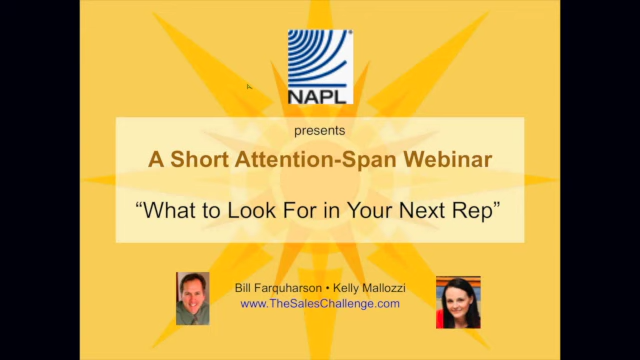 NAPL
presents
A Short Attention-Span Webinar
“What to Look For in Your Next Rep”
Bill Farquharson • Kelly Mallozzi
www.TheSalesChallenge.com